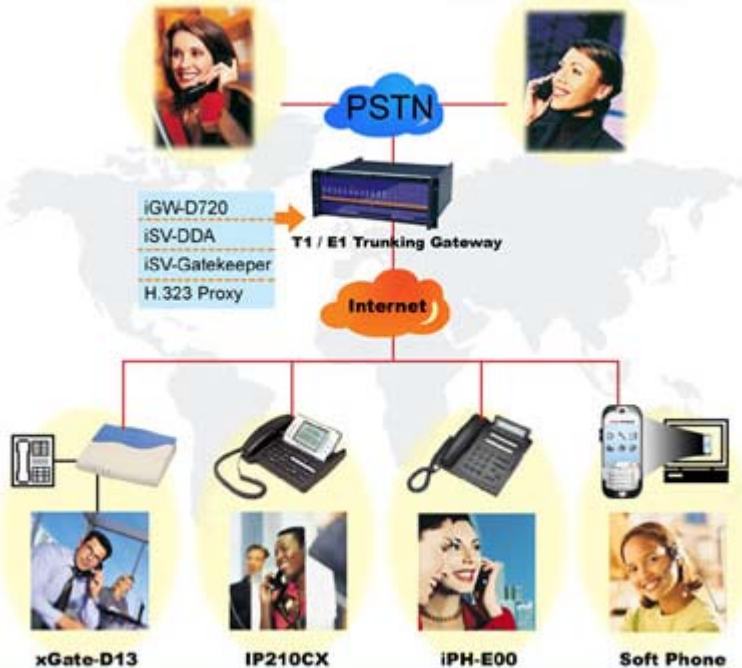 PSTN
iGW-D720
iSV-DDA
iSV-Gatekeeper
H.323 Proxy
T1 / E1 Trunking Gateway
Internet
xGate-D13
IP210CX
iPH-E00
Soft Phone